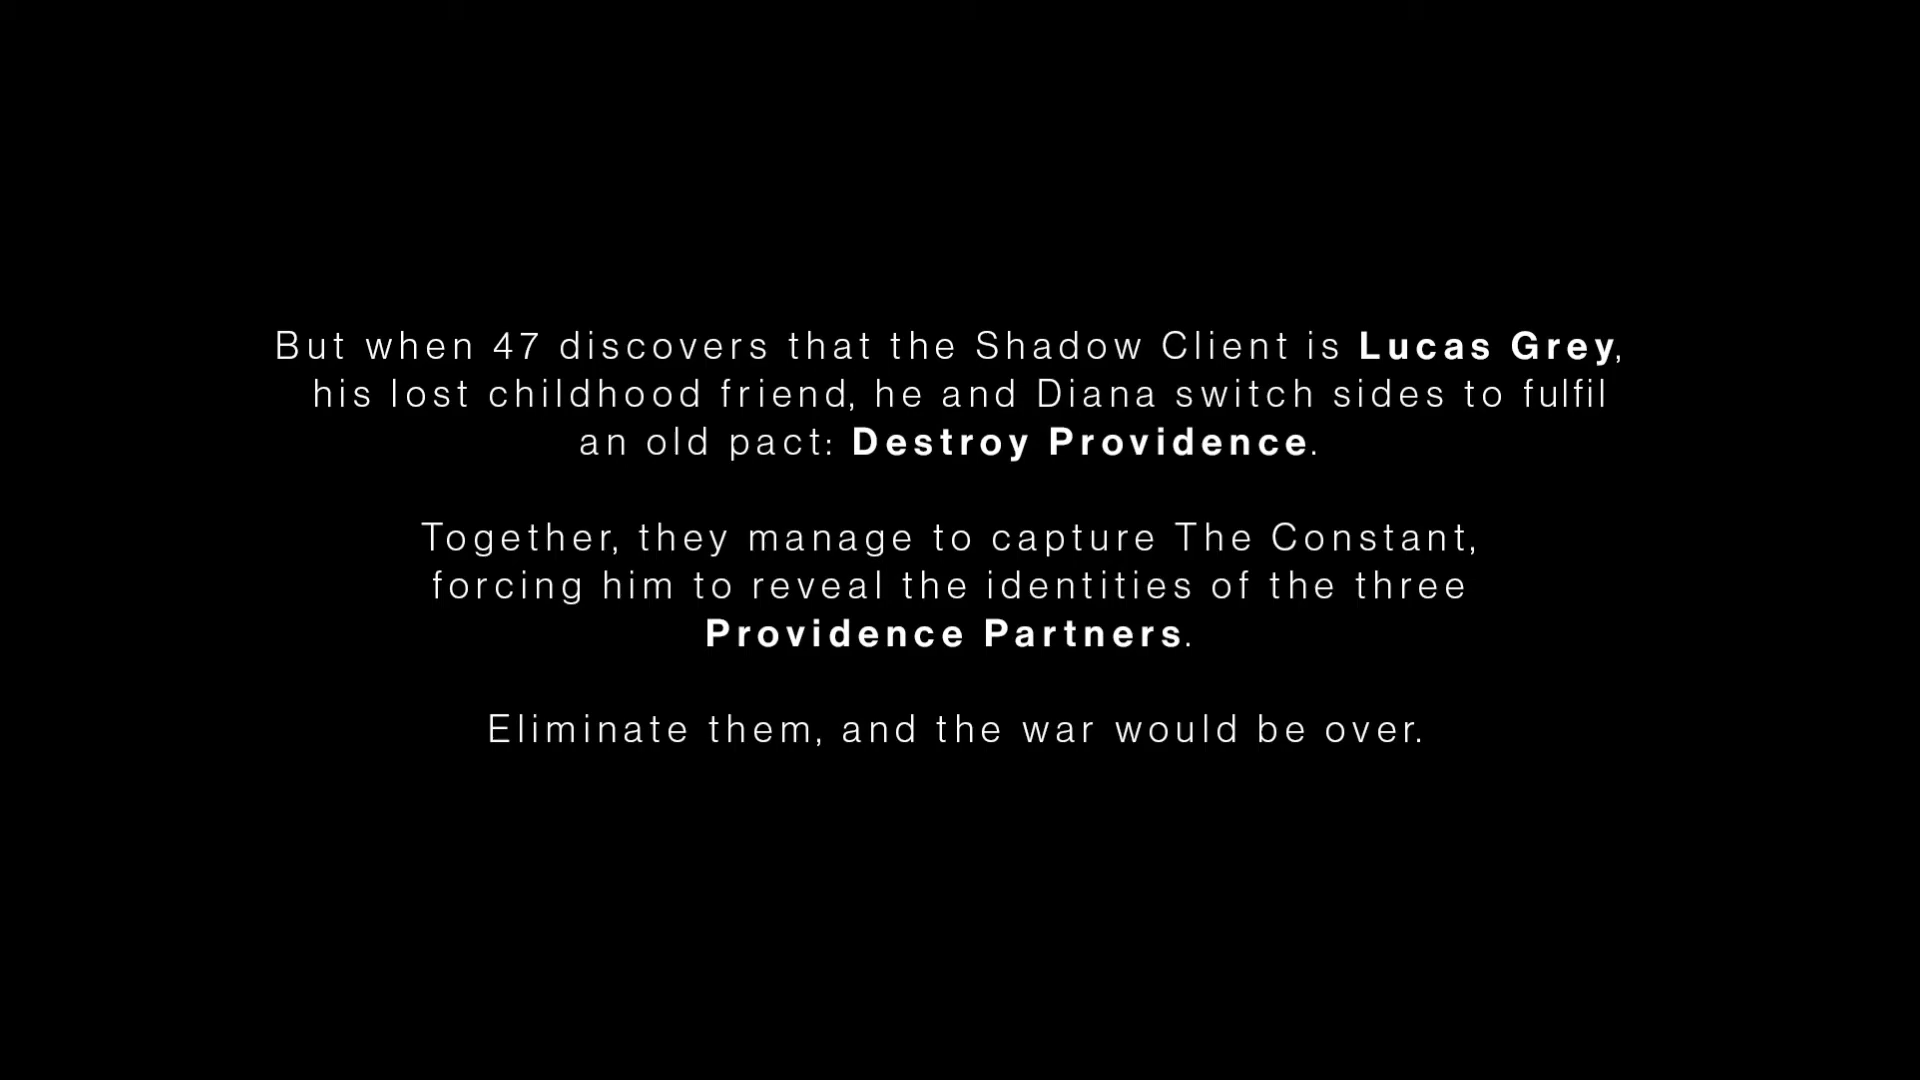 But when 47 discovers that the Shadow Client is Lucas Grey,
his lost childhood friend, he and Diana switch sides to fulfil
an old pact: Destroy Providence.
Together, they manage to capture The Constant,
forcing him to reveal the identities of the three
Providence Partners.
Eliminate them, and the war would be over.